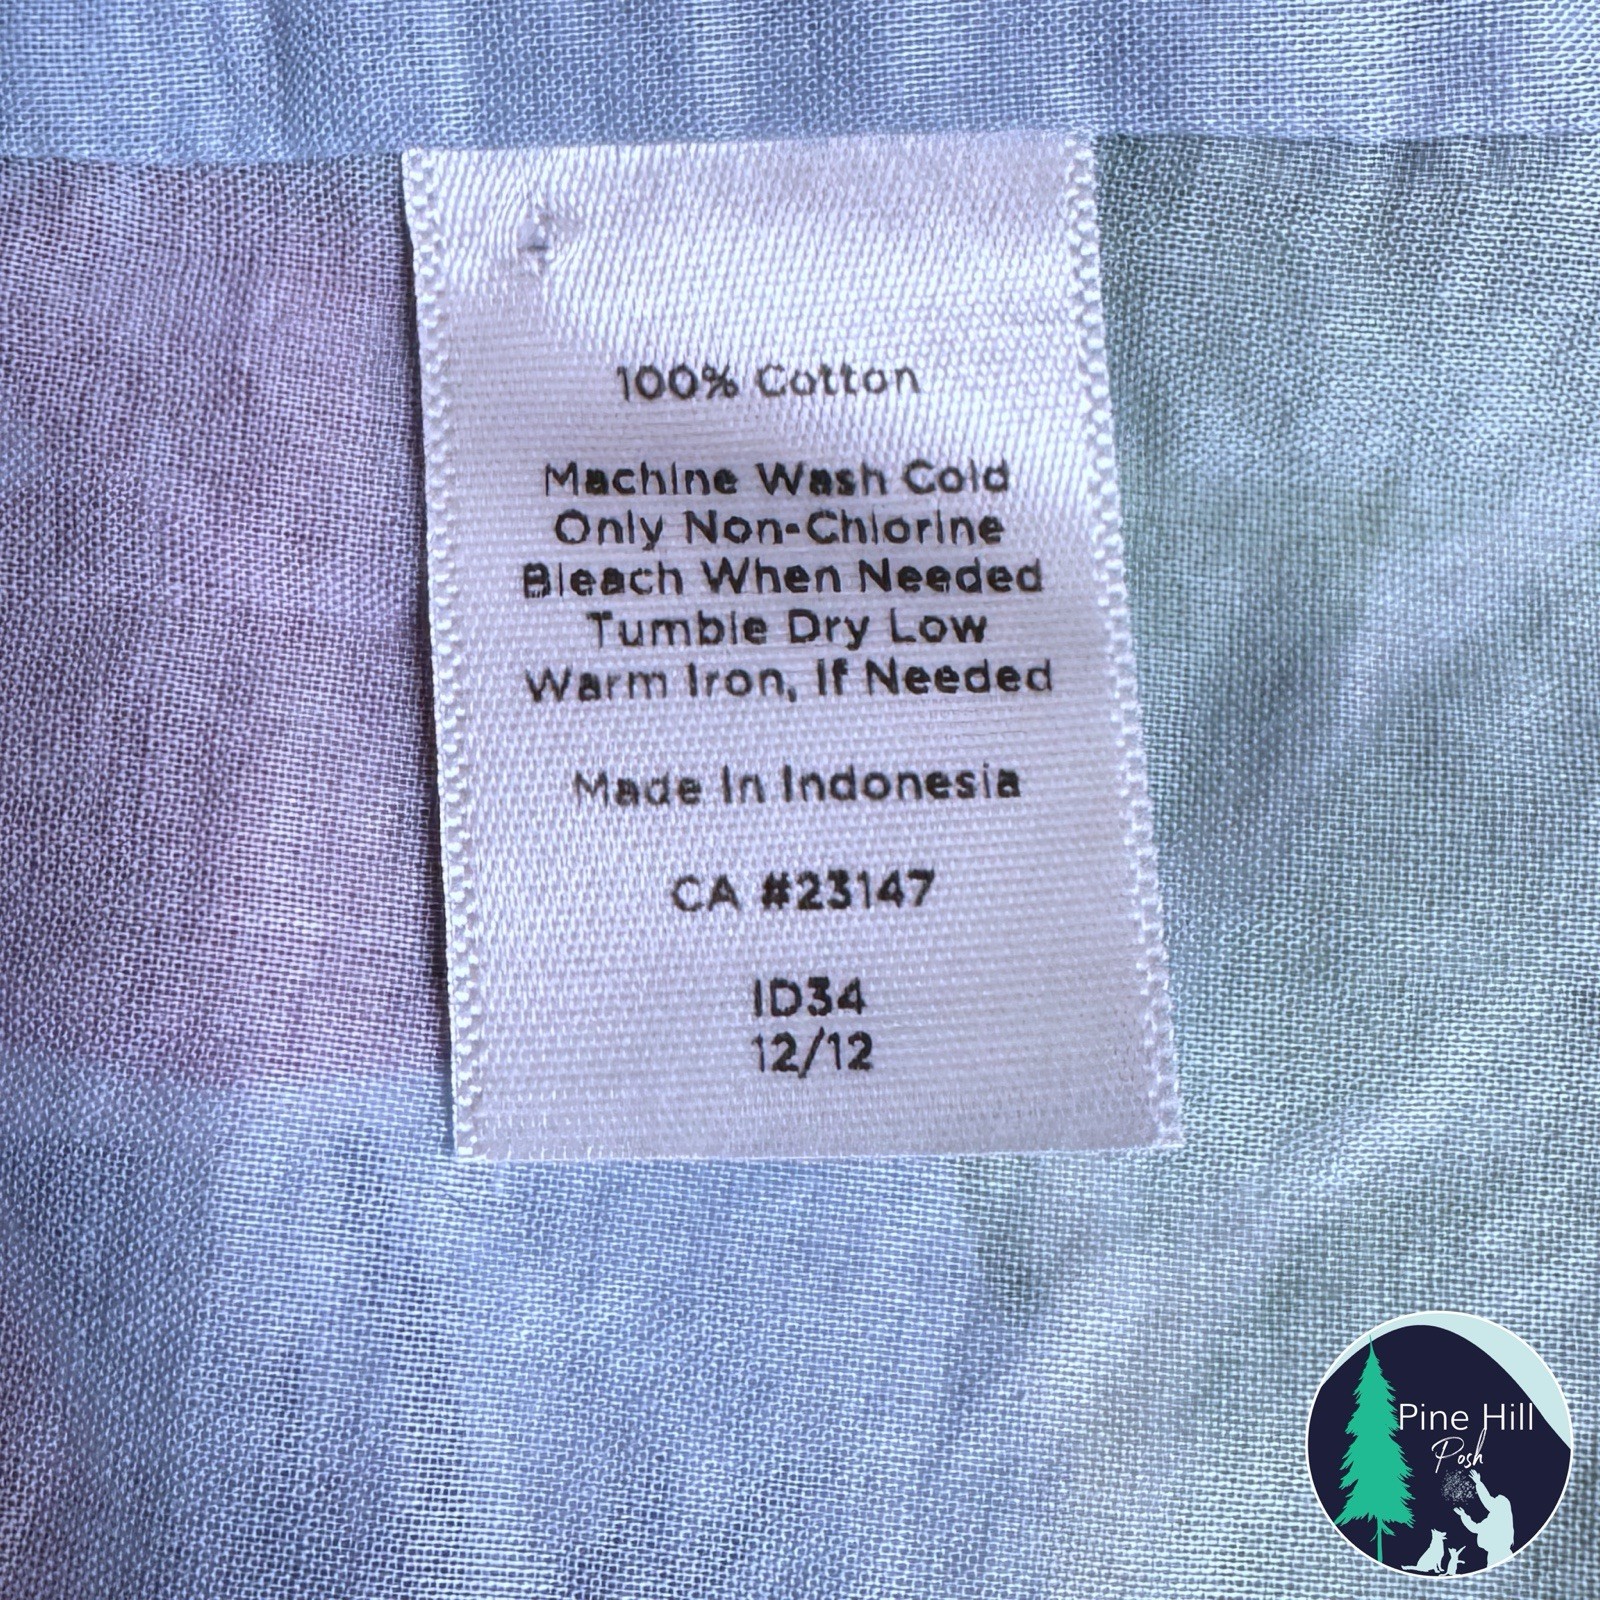 100% Cotton
Machine Wash Cold
Only Non-Chlorine
Bleach When Needed
Tumble Dry Low
Warm Iron, If Needed
Made In Indonesia
CA #23147
ID34
12/12
Pine Hill
Posh